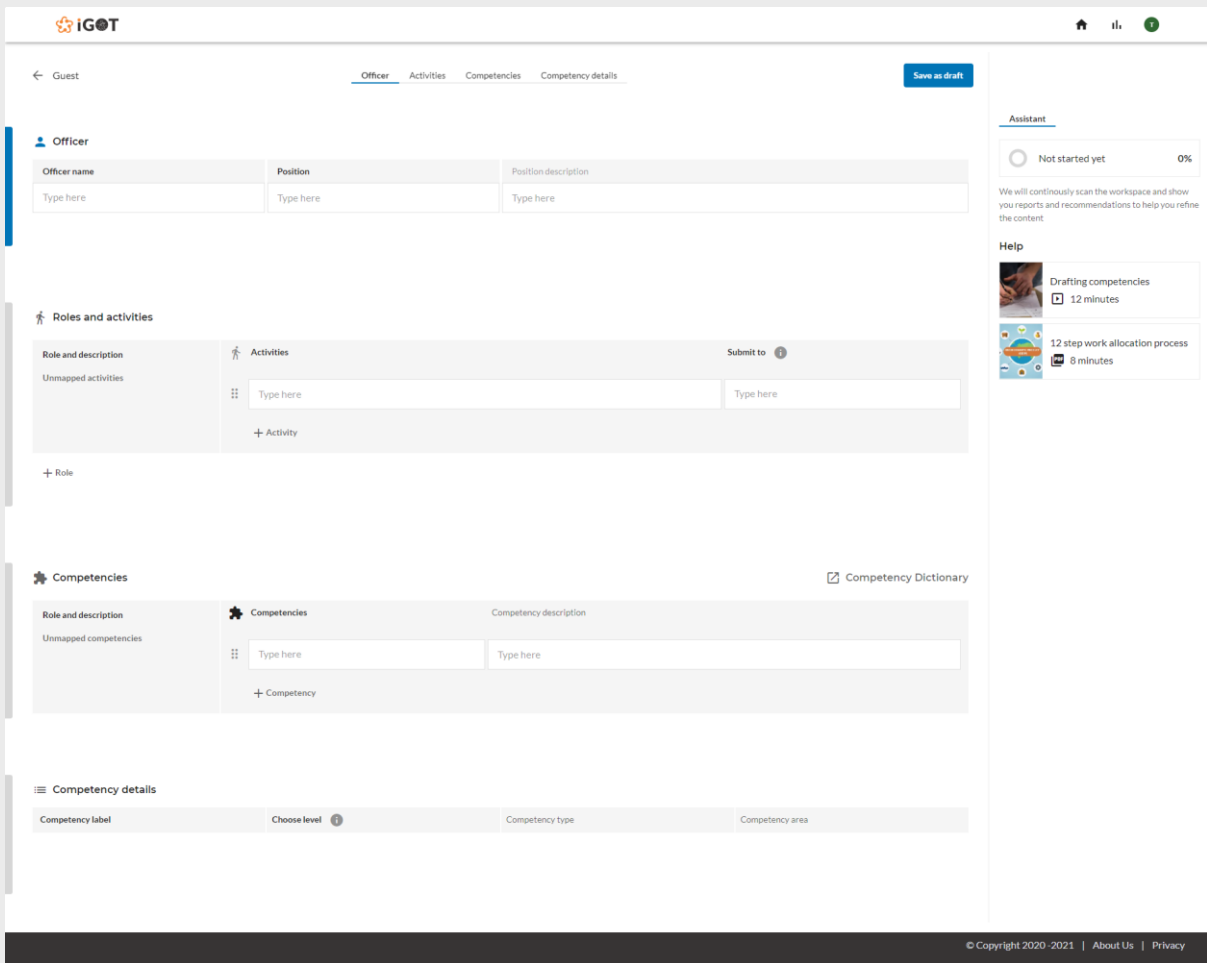 iGOT
T
Guest
Officer Activities Competencies Competency details
Save as draft
Officer
Officer name Position Position description
Type here Type here Type here
Roles and activities
Role and description
Unmapped activities
Activities Submit to
Type here Type here
+ Activity
+ Role
Competencies
Competency Dictionary
Role and description
Unmapped competencies
Competencies Competency description
Type here Type here
+ Competency
Competency details
Competency label Choose level Competency type Competency area
Assistant
Not started yet 0%
We will continously scan the workspace and show
you reports and recommendations to help you refine
the content
Help
Drafting competencies
12 minutes
12 step work allocation process
PDF 8 minutes
© Copyright 2020 -2021 | About Us | Privacy